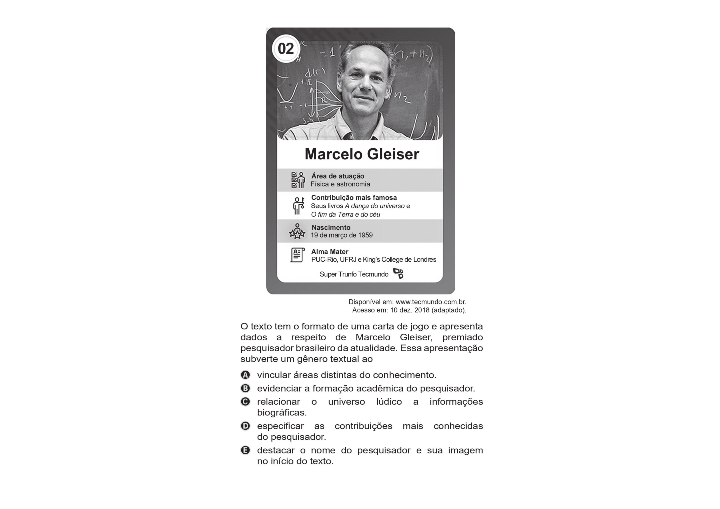 02
Marcelo Gleiser
Área de atuação
Física e astronomia
Contribuição mais famosa
Seus livros A dança do universo e
O fim da Terra e do céu
Nascimento
19 de março de 1959
Alma Mater
PUC-Rio, UFRJ e King's College de Londres
Super Trunfo Tecmundo
Disponível em: www.tecmundo.com.br.
Acesso em: 10 dez. 2018 (adaptado).
O texto tem o formato de uma carta de jogo e apresenta
dados a respeito de Marcelo Gleiser, premiado
pesquisador brasileiro da atualidade. Essa apresentação
subverte um gênero textual ao
A vincular áreas distintas do conhecimento.
B evidenciar a formação acadêmica do pesquisador.
C relacionar o universo lúdico a informações
biográficas.
D especificar as contribuições mais conhecidas
do pesquisador.
E destacar o nome do pesquisador e sua imagem
no início do texto.